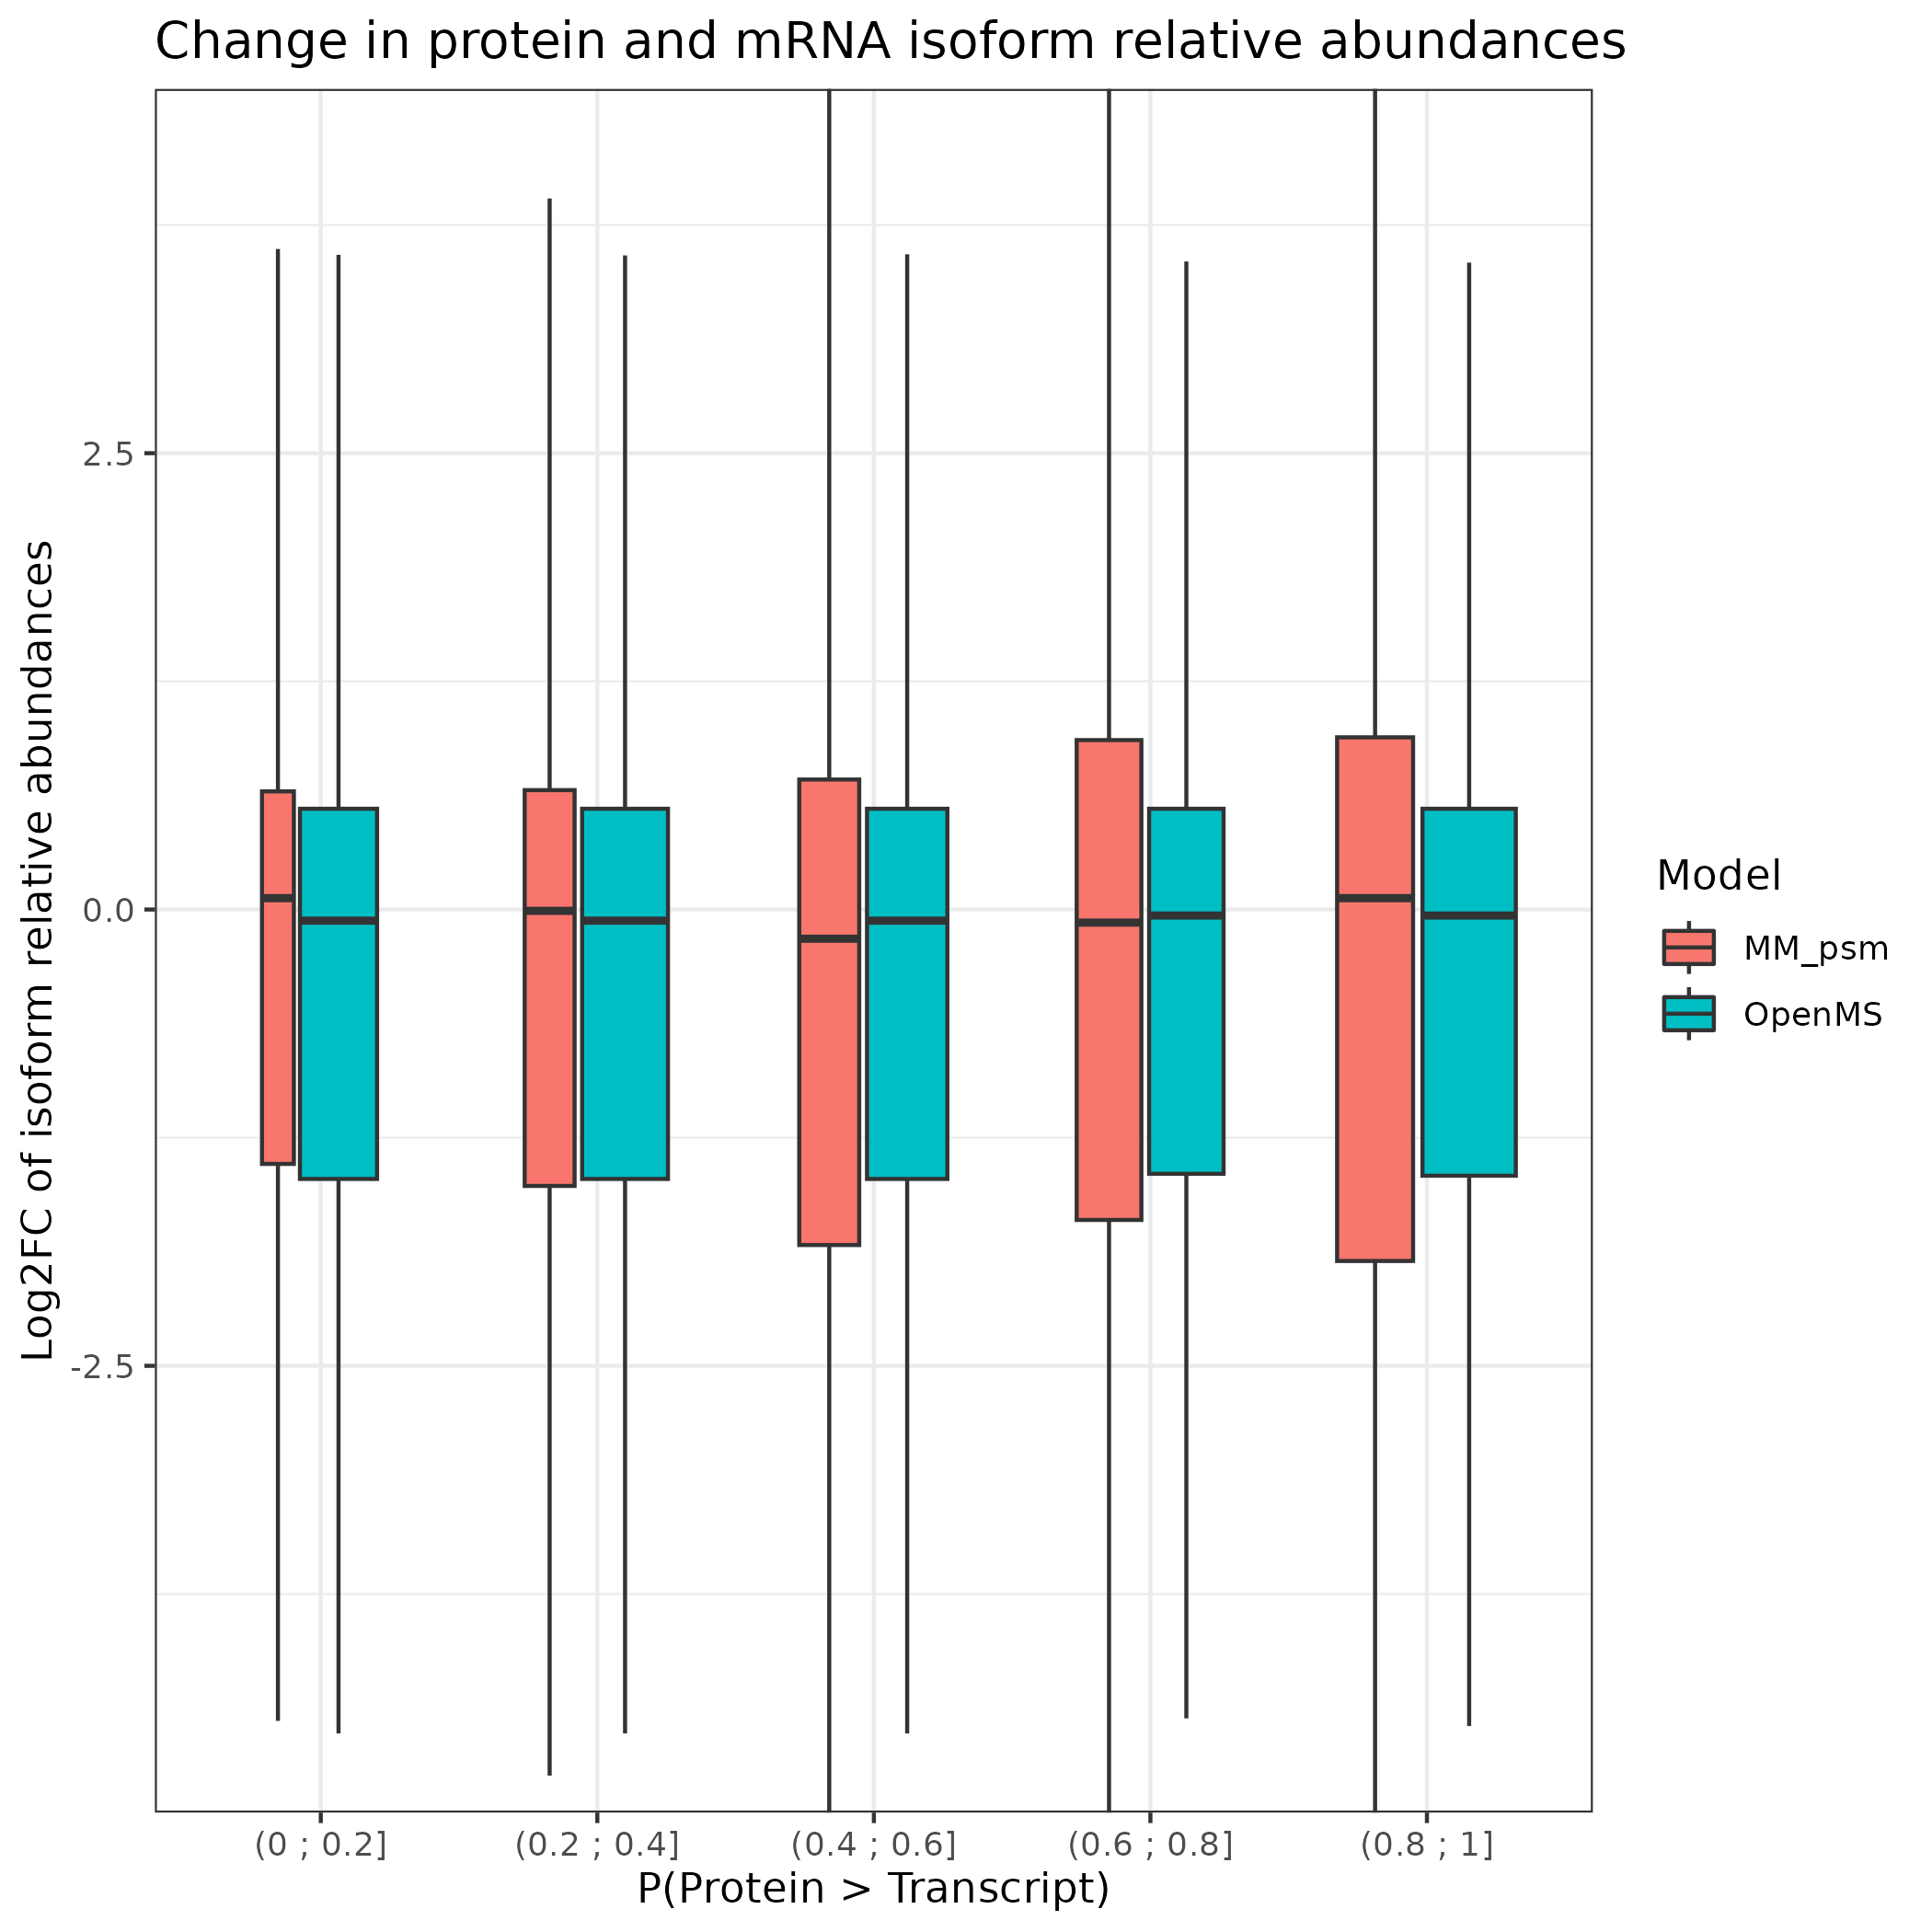 Change in protein and mRNA isoform relative abundances
Log2FC of isoform relative abundances
2.5
0.0
-2.5
(0 ; 0.2]
(0.2 ; 0.4]
(0.4 ; 0.6]
(0.6 ; 0.8]
(0.8 ; 1]
P(Protein > Transcript)
Model
MM_psm
OpenMS